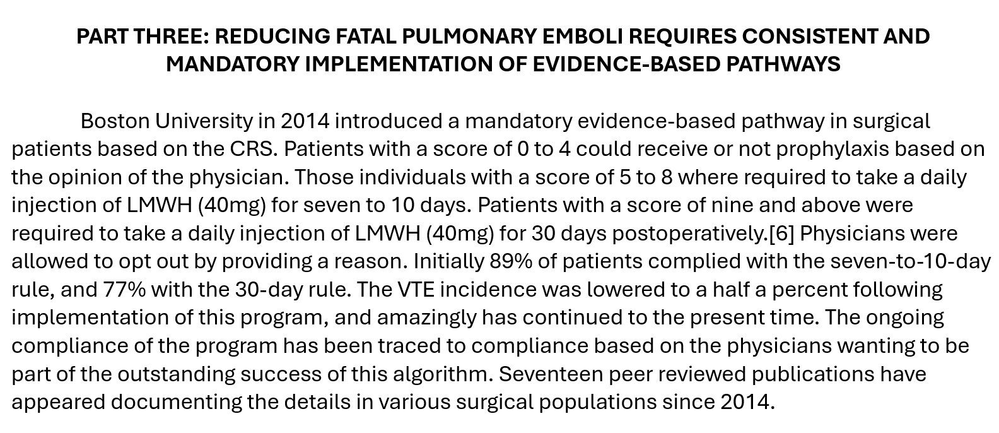 PART THREE: REDUCING FATAL PULMONARY EMBOLI REQUIRES CONSISTENT AND
MANDATORY IMPLEMENTATION OF EVIDENCE-BASED PATHWAYS
Boston University in 2014 introduced a mandatory evidence-based pathway in surgical
patients based on the CRS. Patients with a score of 0 to 4 could receive or not prophylaxis based on
the opinion of the physician. Those individuals with a score of 5 to 8 where required to take a daily
injection of LMWH (40mg) for seven to 10 days. Patients with a score of nine and above were
required to take a daily injection of LMWH (40mg) for 30 days postoperatively.[6] Physicians were
allowed to opt out by providing a reason. Initially 89% of patients complied with the seven-to-10-day
rule, and 77% with the 30-day rule. The VTE incidence was lowered to a half a percent following
implementation of this program, and amazingly has continued to the present time. The ongoing
compliance of the program has been traced to compliance based on the physicians wanting to be
part of the outstanding success of this algorithm. Seventeen peer reviewed publications have
appeared documenting the details in various surgical populations since 2014.